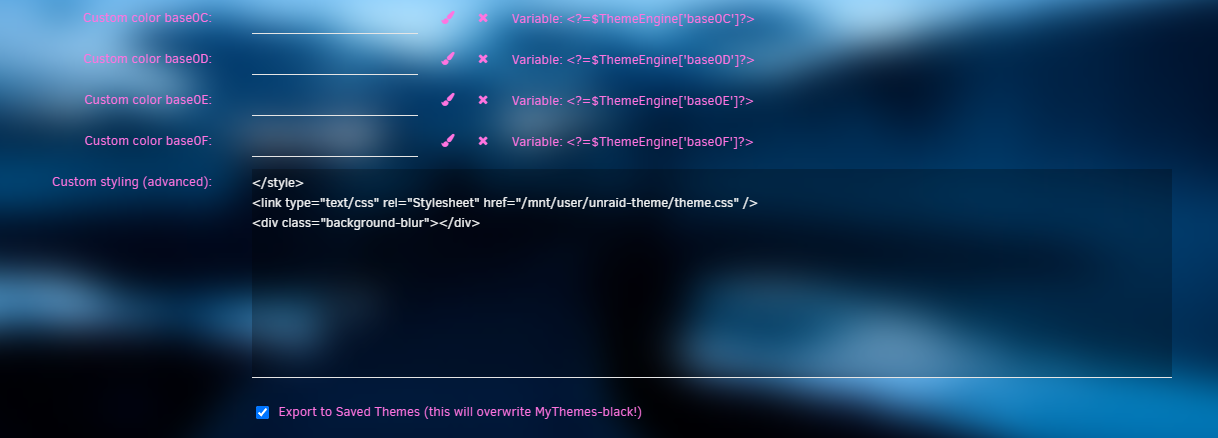 Custom color base0C: Variable: <?=$ThemeEngine['base0C']?>
Custom color base0D: Variable: <?=$ThemeEngine['base0D']?>
Custom color base0E: Variable: <?=$ThemeEngine['base0E']?>
Custom color base0F: Variable: <?=$ThemeEngine['base0F']?>
Custom styling (advanced): </style>
<link type="text/css" rel="Stylesheet" href="/mnt/user/unraid-theme/theme.css" />
<div class="background-blur"></div>
Export to Saved Themes (this will overwrite MyThemes-black!)